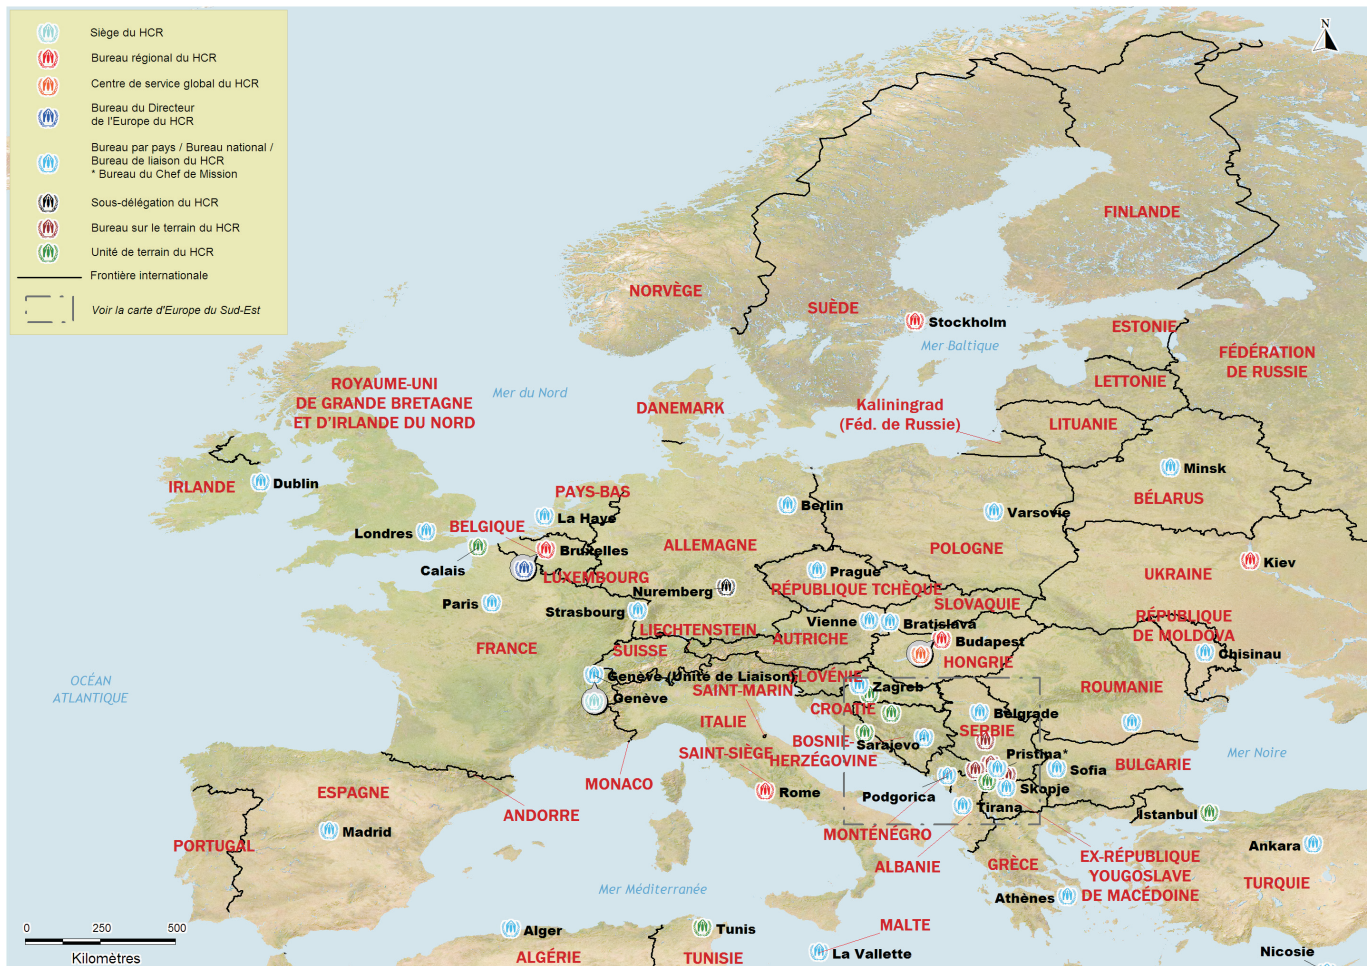 Siège du HCR
Bureau régional du HCR
Centre de service global du HCR
Bureau du Directeur
de l'Europe du HCR
Bureau par pays / Bureau national /
Bureau de liaison du HCR
* Bureau du Chef de Mission
Sous-délégation du HCR
Bureau sur le terrain du HCR
Unité de terrain du HCR
Frontière internationale
Voir la carte d'Europe du Sud-Est
N
FINLANDE
NORVÈGE
SUÈDE
Stockholm
Mer Baltique
ESTONIE
FÉDÉRATION
DE RUSSIE
LETTONIE
ROYAUME-UNI
DE GRANDE BRETAGNE
ET D'IRLANDE DU NORD
Mer du Nord
DANEMARK
Kaliningrad
(Féd. de Russie)
LITUANIE
Minsk
BÉLARUS
IRLANDE
Dublin
PAYS-BAS
La Haye
Berlin
Varsovie
Londres
BELGIQUE
Bruxelles
ALLEMAGNE
POLOGNE
Calais
LUXEMBOURG
Prague
RÉPUBLIQUE TCHÈQUE
UKRAINE
Kiev
Nuremberg
Paris
Strasbourg
SLOVAQUIE
RÉPUBLIQUE
DE MOLDOVA
Vienne
Bratislava
LIECHTENSTEIN
AUTRICHE
Budapest
HONGRIE
Chisinau
FRANCE
SUISSE
Genève (Unité de Liaison)
SLOVÉNIE
Zagreb
ROUMANIE
OCÉAN
ATLANTIQUE
Genève
SAINT-MARIN
CROATIE
Belgrade
ITALIE
SERBIE
BOSNIE-
HERZÉGOVINE
Sarajevo
SAINT-SIÈGE
Pristina*
Mer Noire
BULGARIE
Sofia
MONACO
ESPAGNE
ANDORRE
Rome
Podgorica
Skopje
Tirana
Istanbul
Madrid
PORTUGAL
MONTÉNÉGRO
ALBANIE
GRÈCE
EX-RÉPUBLIQUE
YOUGOSLAVE
DE MACÉDOINE
Ankara
TURQUIE
Mer Méditerranée
Athènes
Alger
Tunis
MALTE
La Vallette
ALGÉRIE
TUNISIE
Nicosie
0 250 500
Kilomètres